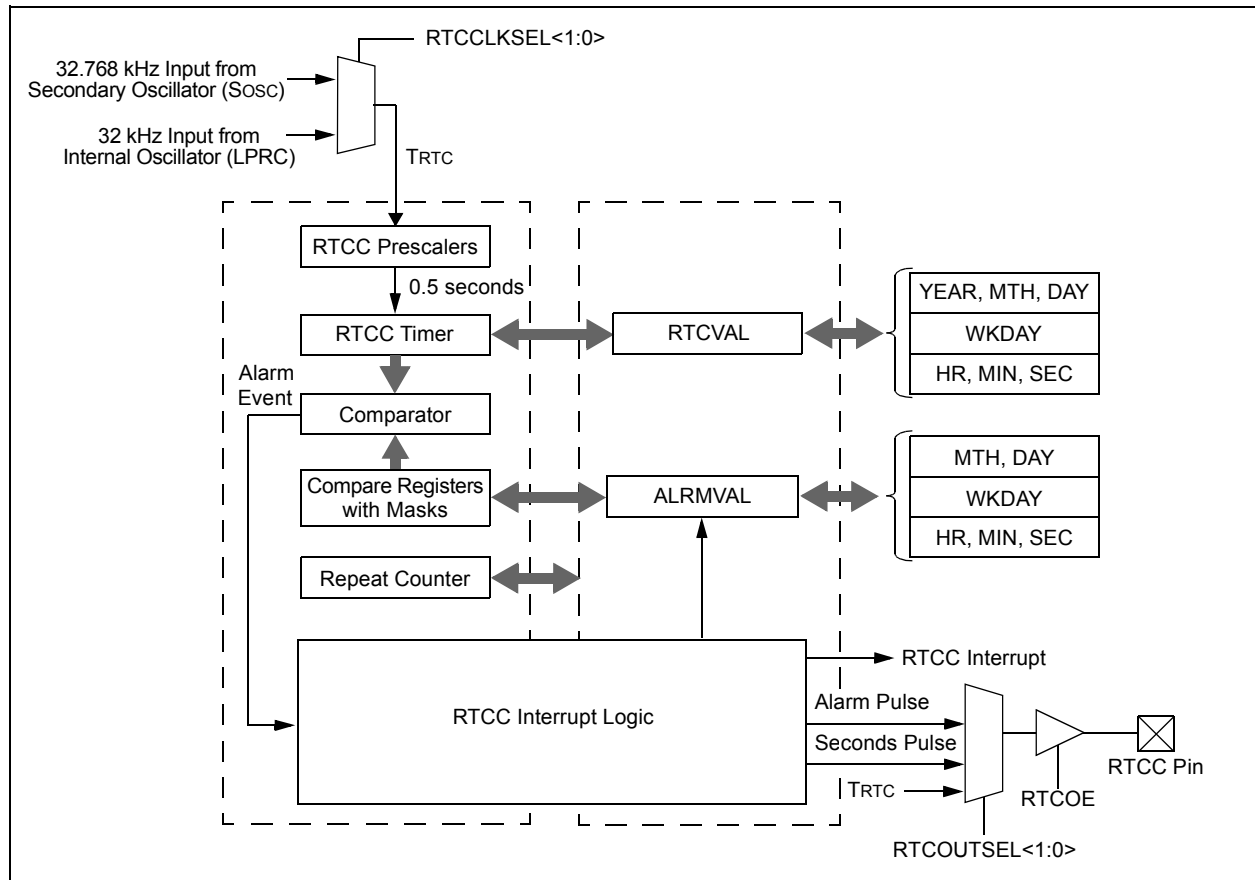 RTCCLKSEL<1:0>
32.768 kHz Input from
Secondary Oscillator (SOSC)
32 kHz Input from
Internal Oscillator (LPRC)
TRTC
RTCC Prescalers
0.5 seconds
RTCC Timer
RTCVAL
YEAR, MTH, DAY
WKDAY
HR, MIN, SEC
Alarm
Event
Comparator
Compare Registers
with Masks
ALRMVAL
MTH, DAY
WKDAY
HR, MIN, SEC
Repeat Counter
RTCC Interrupt Logic
RTCC Interrupt
Alarm Pulse
Seconds Pulse
TRTC
RTCC Pin
RTCOE
RTCOUTSEL<1:0>